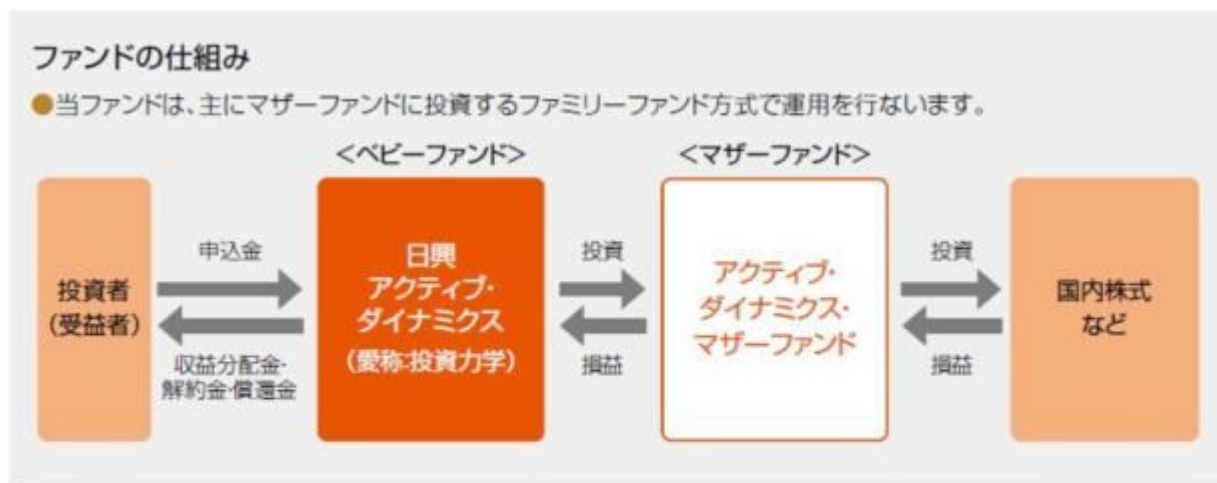 ファンドの仕組み
●当ファンドは、主にマザーファンドに投資するファミリーファンド方式で運用を行ないます。
<ベビーファンド>
<マザーファンド>
投資者
(受益者)
申込金
収益分配金・
解約金・償還金
日興
アクティブ・
ダイナミクス
(愛称:投資力学)
投資
損益
アクティブ・
ダイナミクス・
マザーファンド
投資
損益
国内株式
など